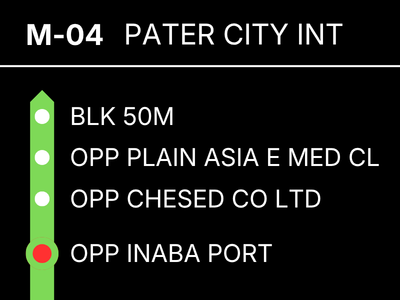 M-04 PATER CITY INT
BLK 50M
OPP PLAIN ASIA E MED CL
OPP CHESED CO LTD
OPP INABA PORT